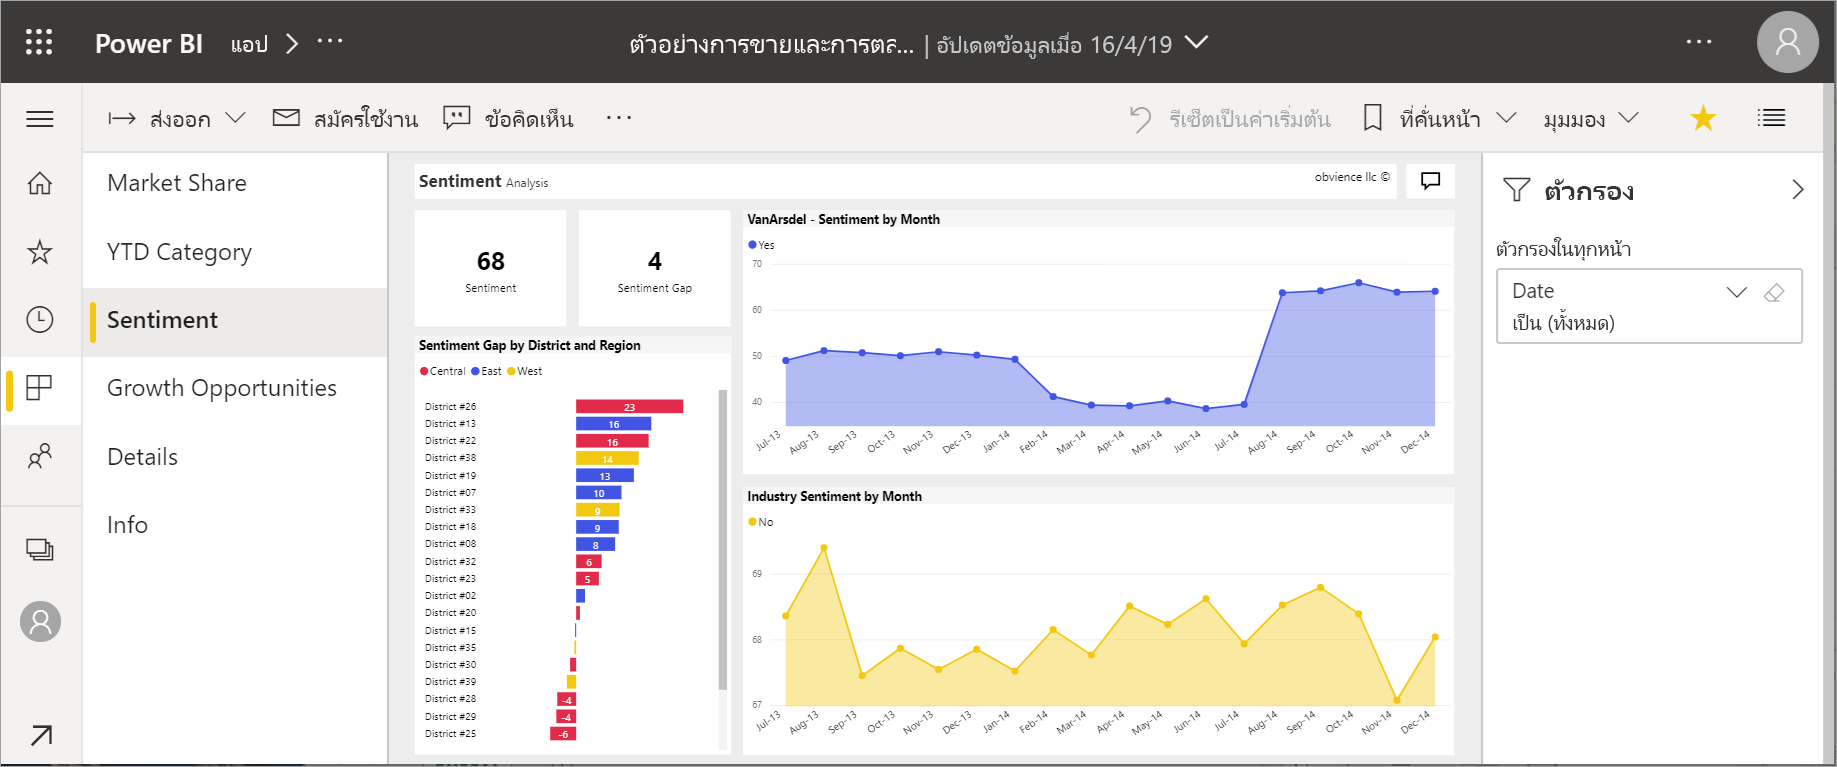 Power BI แอป ...
ตัวอย่างการขายและการตล... | อัปเดตข้อมูลเมื่อ 16/4/19
ส่งออก สมัครใช้งาน ข้อคิดเห็น ...
รีเซ็ตเป็นค่าเริ่มต้น ที่คั่นหน้า มุมมอง
Market Share
YTD Category
Sentiment
Growth Opportunities
Details
Info
Sentiment Analysis
obvience llc ©
68
Sentiment
4
Sentiment Gap
Sentiment Gap by District and Region
Central East West
District #26 23
District #13 16
District #22 16
District #38 14
District #19 13
District #07 10
District #33 9
District #18 9
District #08 8
District #32 6
District #23 5
District #02
District #20
District #15
District #35
District #30
District #39
District #28 -4
District #29 -4
District #25 -6
VanArsdel - Sentiment by Month
Yes
70
60
50
40
Jul-13 Aug-13 Sep-13 Oct-13 Nov-13 Dec-13 Jan-14 Feb-14 Mar-14 Apr-14 May-14 Jun-14 Jul-14 Aug-14 Sep-14 Oct-14 Nov-14 Dec-14
Industry Sentiment by Month
No
69
68
67
Jul-13 Aug-13 Sep-13 Oct-13 Nov-13 Dec-13 Jan-14 Feb-14 Mar-14 Apr-14 May-14 Jun-14 Jul-14 Aug-14 Sep-14 Oct-14 Nov-14 Dec-14
ตัวกรอง
ตัวกรองในทุกหน้า
Date
เป็น (ทั้งหมด)